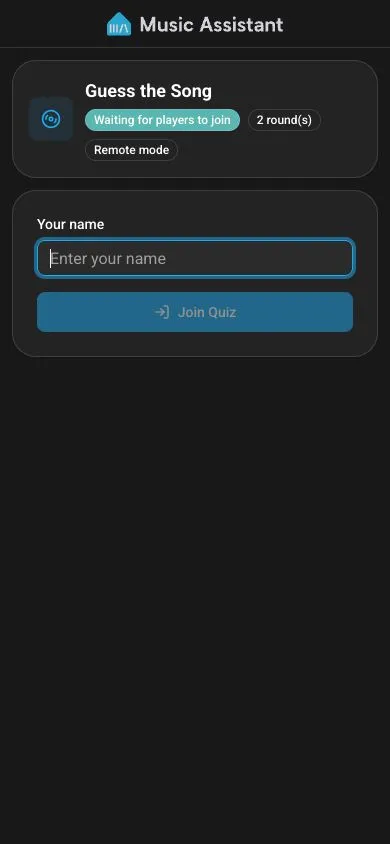 Music Assistant
Guess the Song
Waiting for players to join
2 round(s)
Remote mode
Your name
Enter your name
Join Quiz